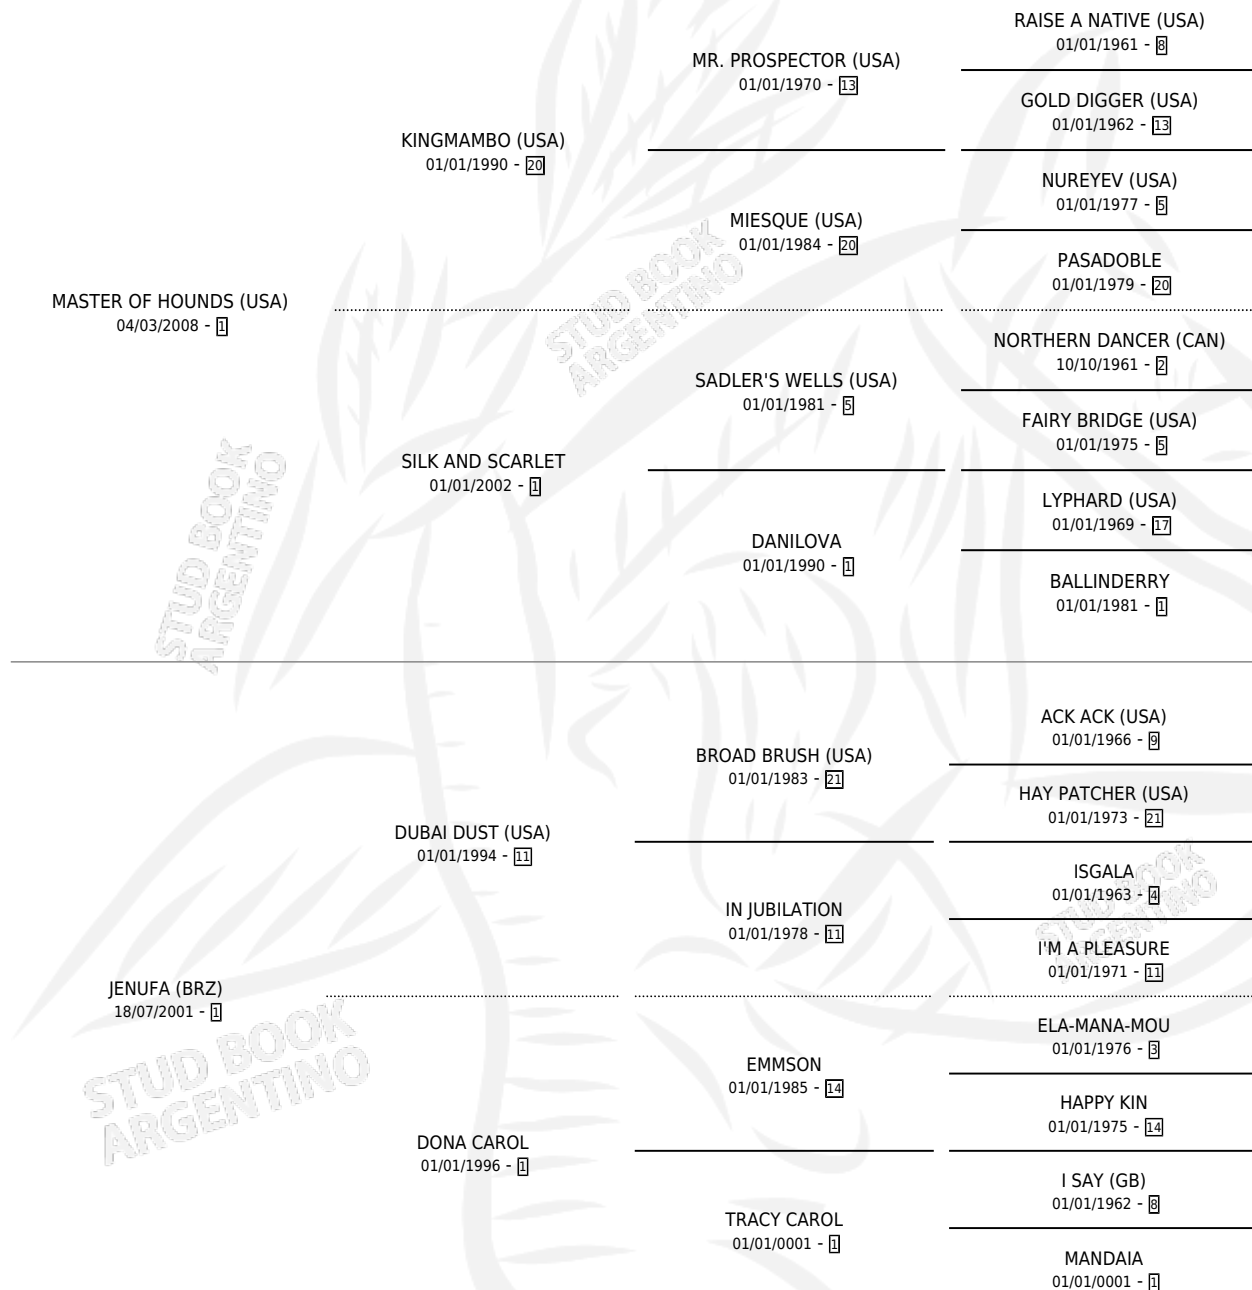 RAISE A NATIVE (USA)
01/01/1961 - 8
MR. PROSPECTOR (USA)
01/01/1970 - 13
GOLD DIGGER (USA)
01/01/1962 - 13
KINGMAMBO (USA)
01/01/1990 - 20
NUREYEV (USA)
01/01/1977 - 5
MIESQUE (USA)
01/01/1984 - 20
PASADOBLE
01/01/1979 - 20
MASTER OF HOUNDS (USA)
04/03/2008 - 1
NORTHERN DANCER (CAN)
10/10/1961 - 2
SADLER'S WELLS (USA)
01/01/1981 - 5
FAIRY BRIDGE (USA)
01/01/1975 - 5
SILK AND SCARLET
01/01/2002 - 1
LYPHARD (USA)
01/01/1969 - 17
DANILOVA
01/01/1990 - 1
BALLINDERRY
01/01/1981 - 1
ACK ACK (USA)
01/01/1966 - 9
BROAD BRUSH (USA)
01/01/1983 - 21
HAY PATCHER (USA)
01/01/1973 - 21
DUBAI DUST (USA)
01/01/1994 - 11
ISGALA
01/01/1963 - 4
IN JUBILATION
01/01/1978 - 11
I'M A PLEASURE
01/01/1971 - 11
JENUFA (BRZ)
18/07/2001 - 1
ELA-MANA-MOU
01/01/1976 - 3
EMMSON
01/01/1985 - 14
HAPPY KIN
01/01/1975 - 14
DONA CAROL
01/01/1996 - 1
I SAY (GB)
01/01/1962 - 8
TRACY CAROL
01/01/0001 - 1
MANDAIA
01/01/0001 - 1
STUD BOOK
ARGENTINO
STUD BOOK
ARGENTINO
STUD BOOK
ARGENTINO
STUD BOOK
ARGENTINO